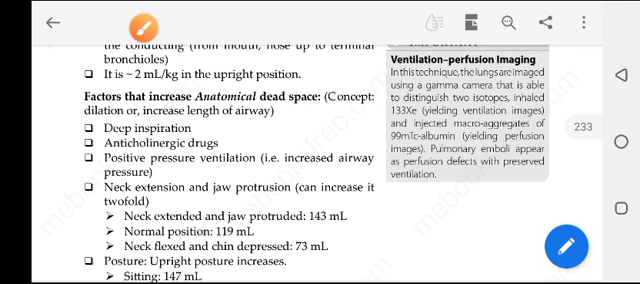 the conducting (from mouth, nose up to terminal
bronchioles)
❑ It is ~ 2 mL/kg in the upright position.
Factors that increase Anatomical dead space: (Concept:
dilation or, increase length of airway)
❑ Deep inspiration
❑ Anticholinergic drugs
❑ Positive pressure ventilation (i.e. increased airway
pressure)
❑ Neck extension and jaw protrusion (can increase it
twofold)
➢ Neck extended and jaw protruded: 143 mL
➢ Normal position: 119 mL
➢ Neck flexed and chin depressed: 73 mL
❑ Posture: Upright posture increases.
➢ Sitting: 147 mL
Ventilation–perfusion Imaging
In this technique, the lungs are imaged
using a gamma camera that is able
to distinguish two isotopes, inhaled
133Xe (yielding ventilation images)
and injected macro-aggregates of
99mTc-albumin (yielding perfusion
images). Pulmonary emboli appear
as perfusion defects with preserved
ventilation.
233